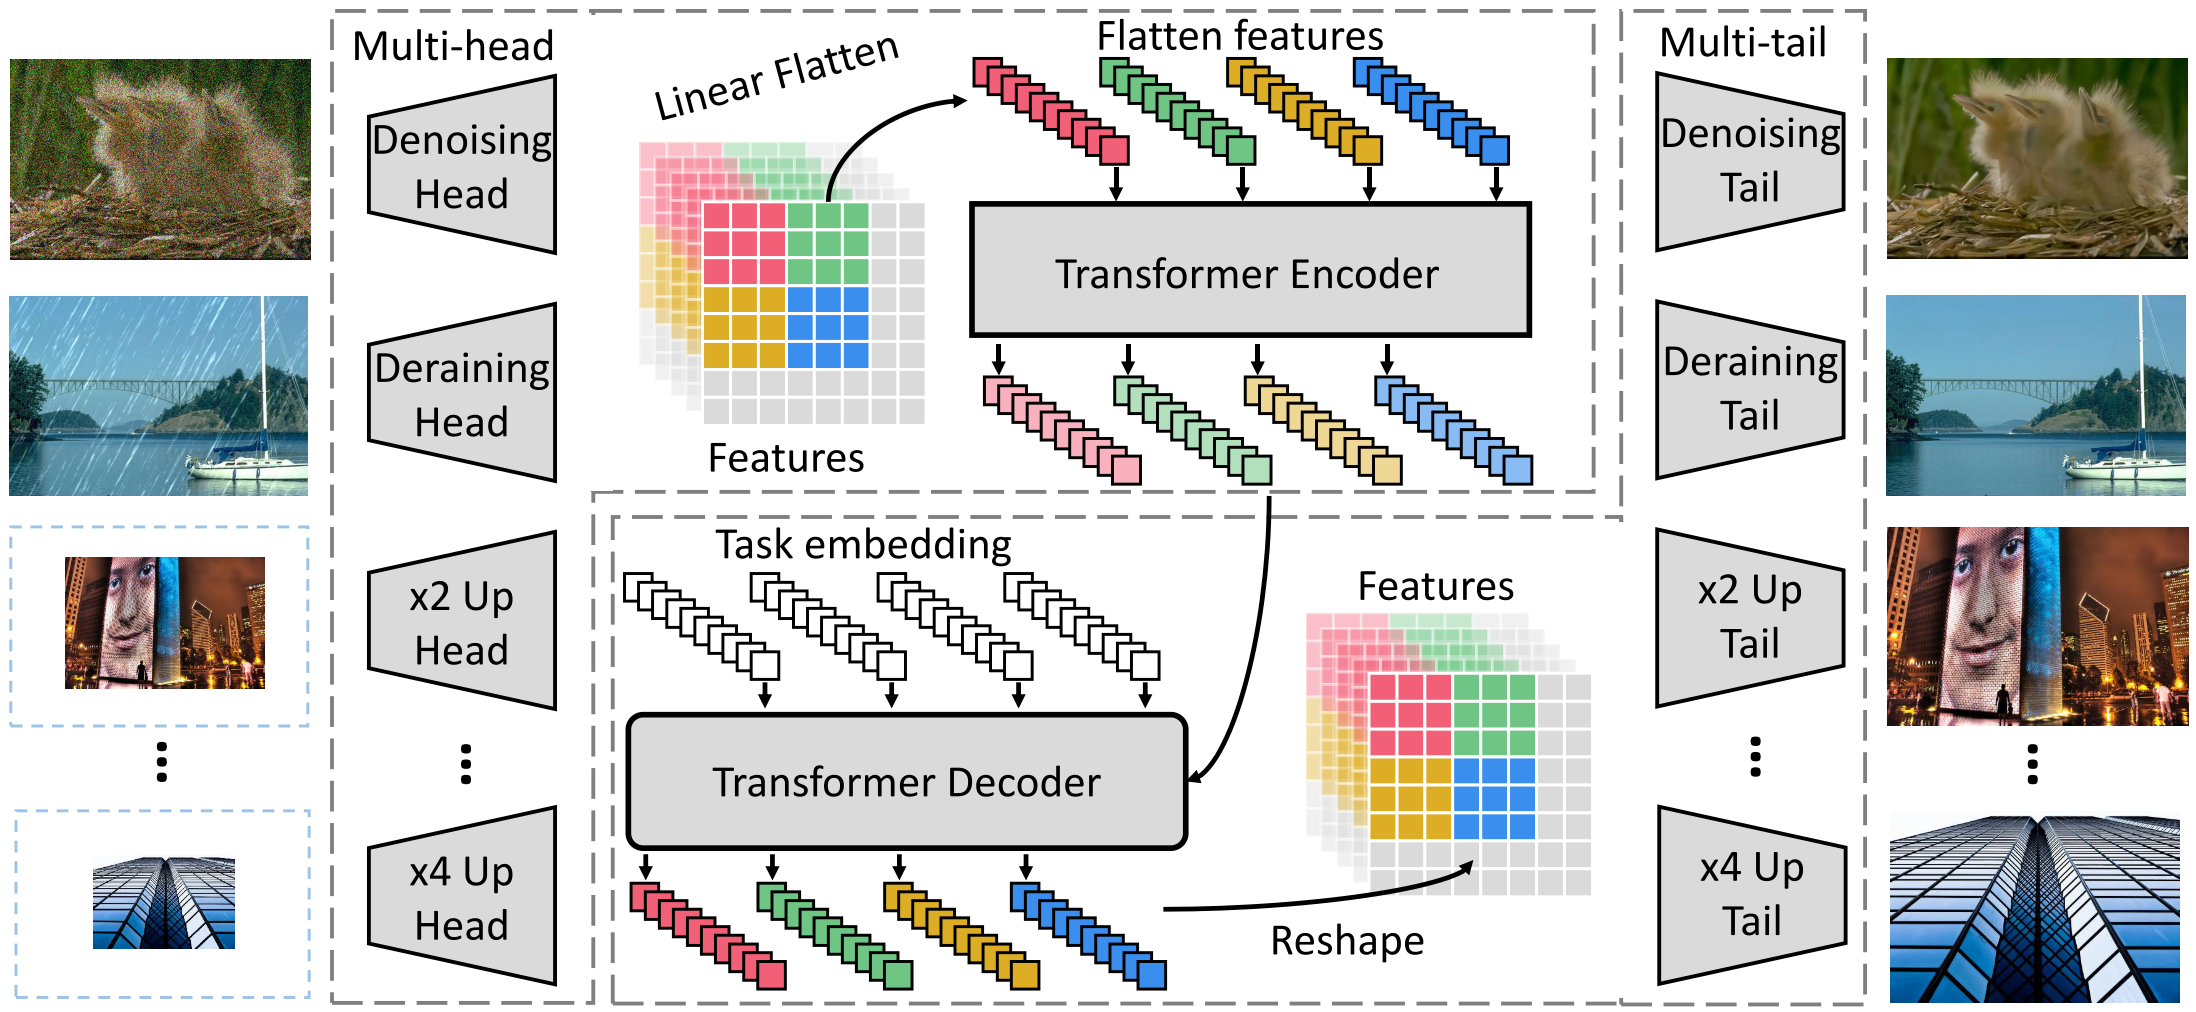 Multi-head
Denoising
Head
Deraining
Head
x2 Up
Head
x4 Up
Head
Linear Flatten
Features
Flatten features
Transformer Encoder
Task embedding
Transformer Decoder
Features
Reshape
Multi-tail
Denoising
Tail
Deraining
Tail
x2 Up
Tail
x4 Up
Tail